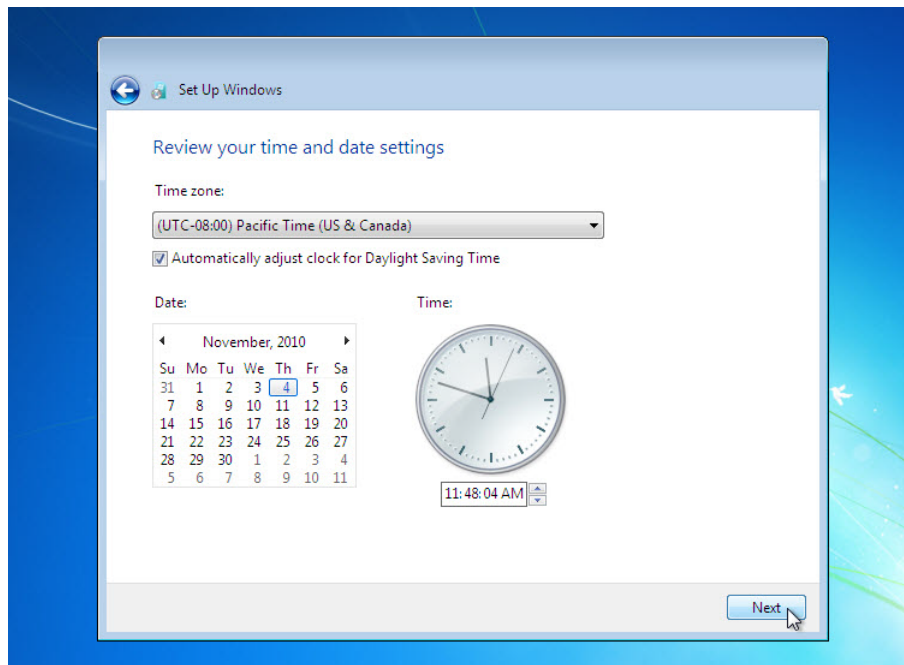 Set Up Windows
Review your time and date settings
Time zone:
(UTC-08:00) Pacific Time (US & Canada)
Automatically adjust clock for Daylight Saving Time
Date:
Time:
November, 2010
Su Mo Tu We Th Fr Sa
31 1 2 3 4 5 6
7 8 9 10 11 12 13
14 15 16 17 18 19 20
21 22 23 24 25 26 27
28 29 30 1 2 3 4
5 6 7 8 9 10 11
11:48:04 AM
Next